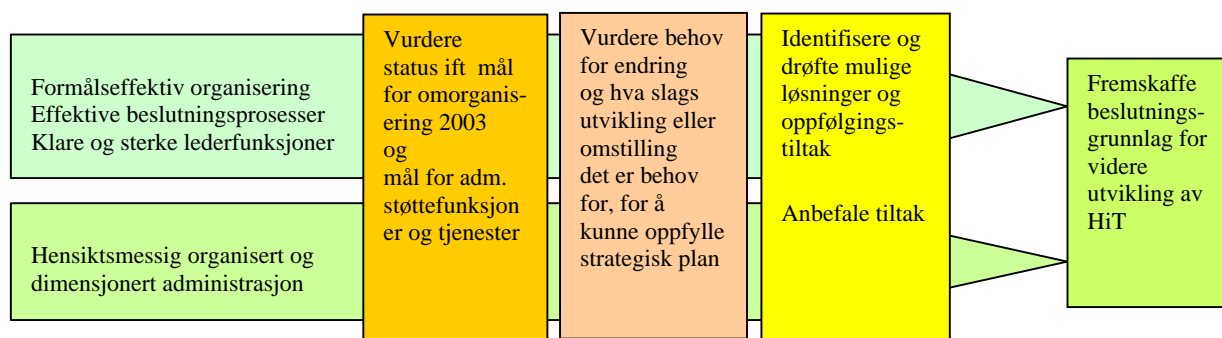 Formålseffektiv organisering
Effektive beslutningsprosesser
Klare og sterke lederfunksjoner
Hensiktsmessig organisert og
dimensjonert administrasjon
Vurdere
status ift mål
for omorganis-
ering 2003
og
mål for adm.
støttefunksjon
er og tjenester
Vurdere behov
for endring
og hva slags
utvikling eller
omstilling
det er behov
for, for å
kunne oppfylle
strategisk plan
Identifisere og
drøfte mulige
løsninger og
oppfølgings-
tiltak
Anbefale tiltak
Fremskaffe
beslutnings-
grunnlag for
videre
utvikling av
HiT